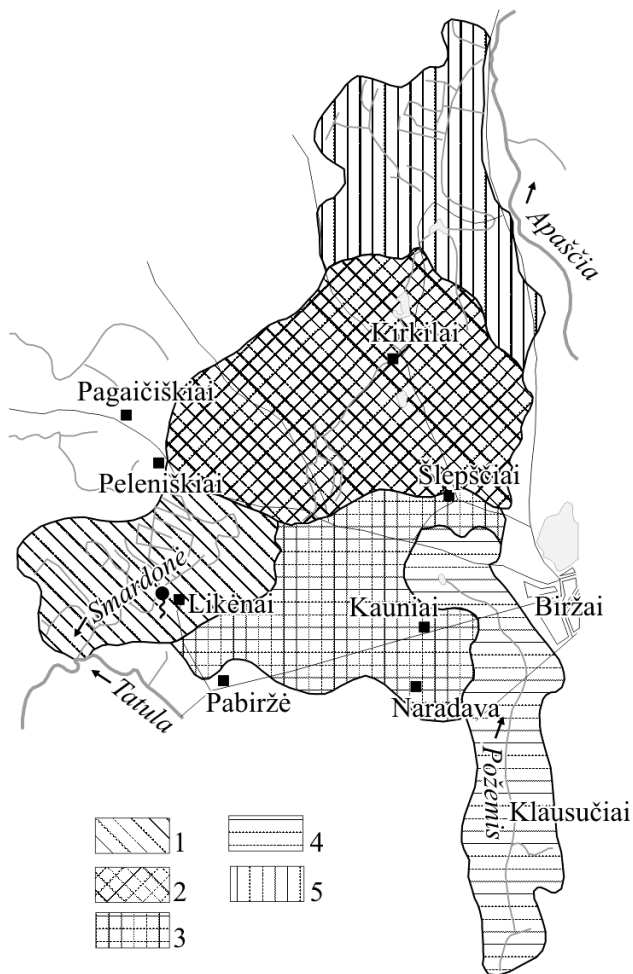 Apaščia
Kirkilai
Pagaičiškiai
Peleniškiai
Šlepščiai
Smardonė
Likėnai
Kauniai
Biržai
Pabiržė
Naradava
Tatula
Požemis
Klausučiai
1
4
2
5
3